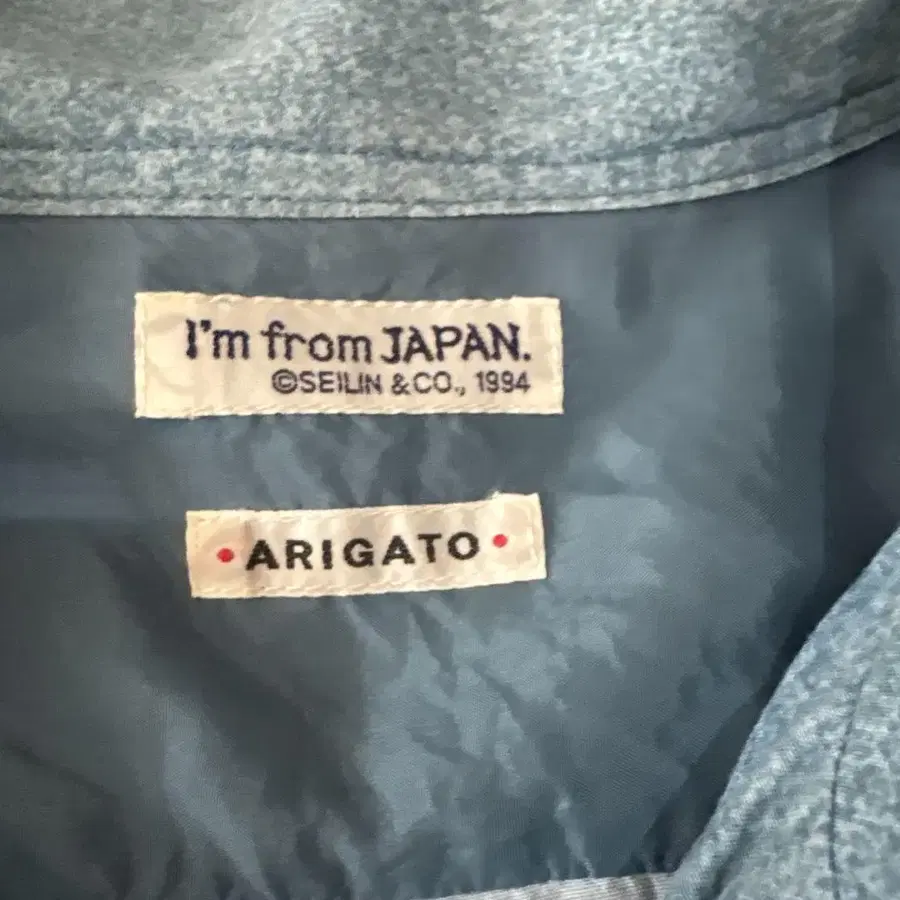 I'm from JAPAN.
©SEILIN & CO., 1994
• ARIGATO •